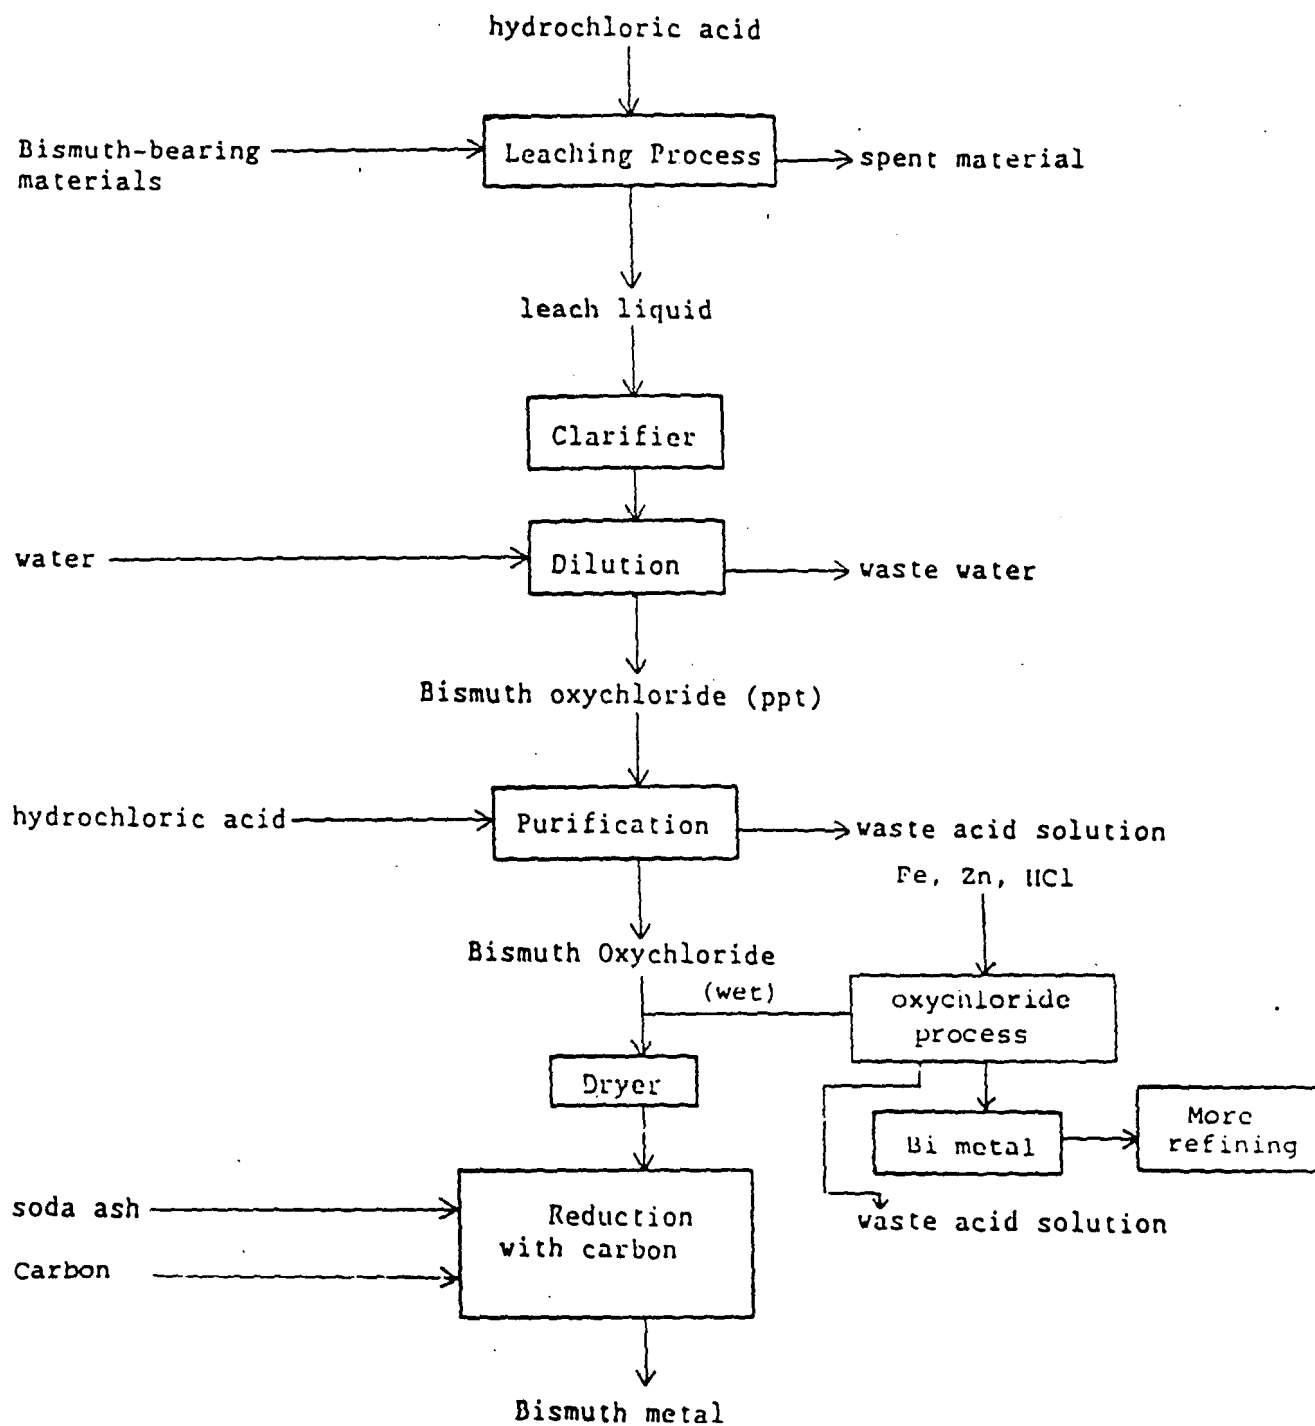 hydrochloric acid
Bismuth-bearing
materials
Leaching Process
spent material
leach liquid
Clarifier
water
Dilution
waste water
Bismuth oxychloride (ppt)
hydrochloric acid
Purification
waste acid solution
Fe, Zn, HCl
Bismuth Oxychloride
(wet)
oxychloride
process
Dryer
Bi metal
More
refining
soda ash
Reduction
with carbon
waste acid solution
Carbon
Bismuth metal